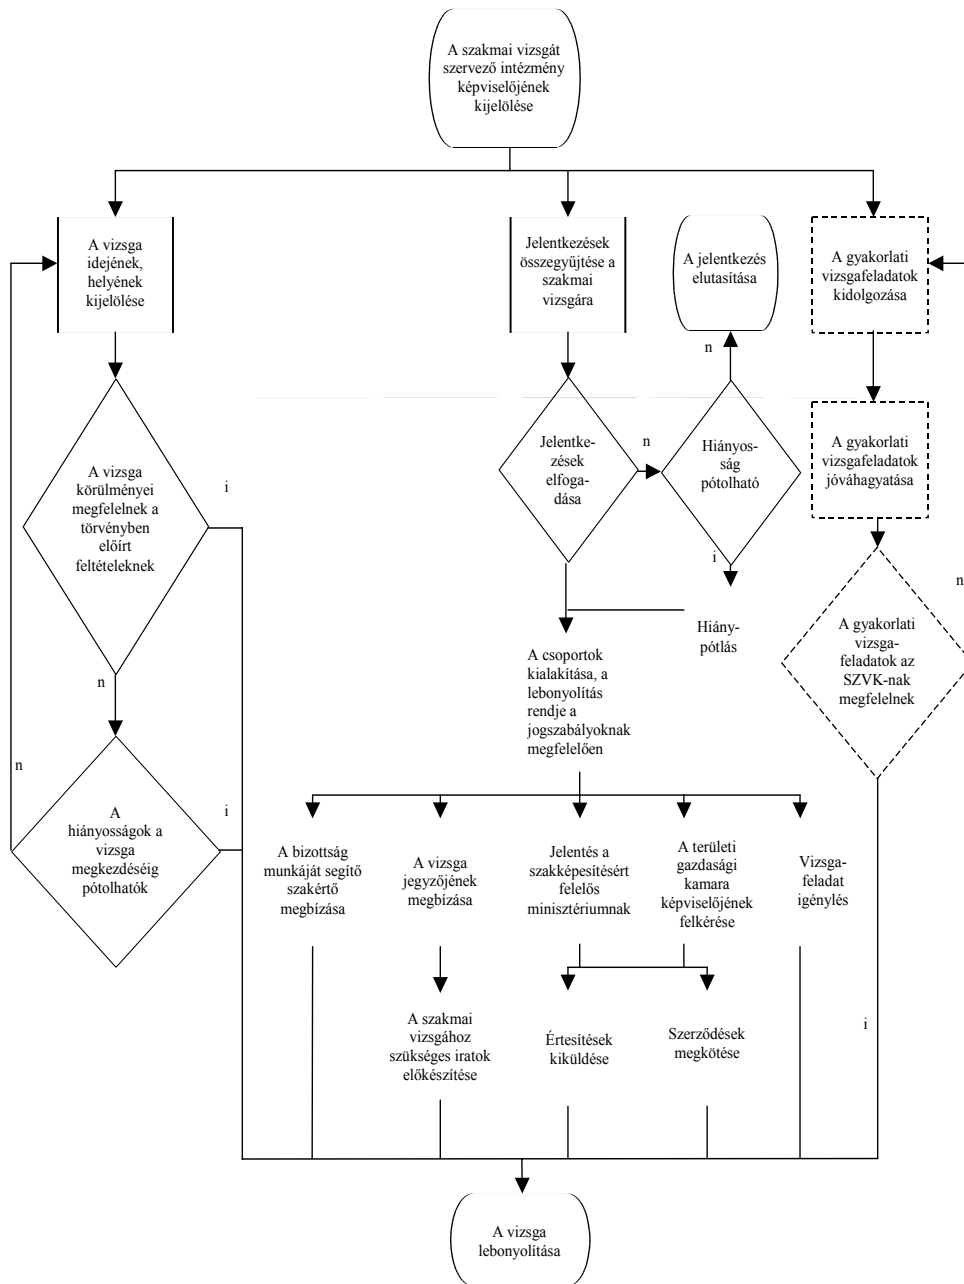 A szakmai vizsgát
szervező intézmény
képviselőjének
kijelölése
A vizsga
idejének,
helyének
kijelölése
Jelentkezések
összegyűjtése a
szakmai
vizsgára
A jelentkezés
elutasítása
A gyakorlati
vizsgafeladatok
kidolgozása
n
A vizsga
körülményei
megfelelnek a
törvényben
előírt
feltételeknek
i
Jelentke-
zések
elfoga-
dása
n
Hiányos-
ság
pótolható
A gyakorlati
vizsgafeladatok
jóváhagyatása
i
n
Hiány-
pótlás
A gyakorlati
vizsga-
feladatok az
SZVK-nak
megfelelnek
n
A csoportok
kialakítása, a
lebonyolítás
rendje a
jogszabályoknak
megfelelően
n
A
hiányosságok a
vizsga
megkezdéséig
pótolhatók
i
A bizottság
munkáját segítő
szakértő
megbízása
A vizsga
jegyzőjének
megbízása
Jelentés a
szakképesítésért
felelős
minisztériumnak
A területi
gazdasági
kamara
képviselőjének
felkérése
Vizsga-
feladat
igénylés
A szakmai
vizsgához
szükséges iratok
előkészítése
Értesítések
kiküldése
Szerződések
megkötése
i
A vizsga
lebonyolítása